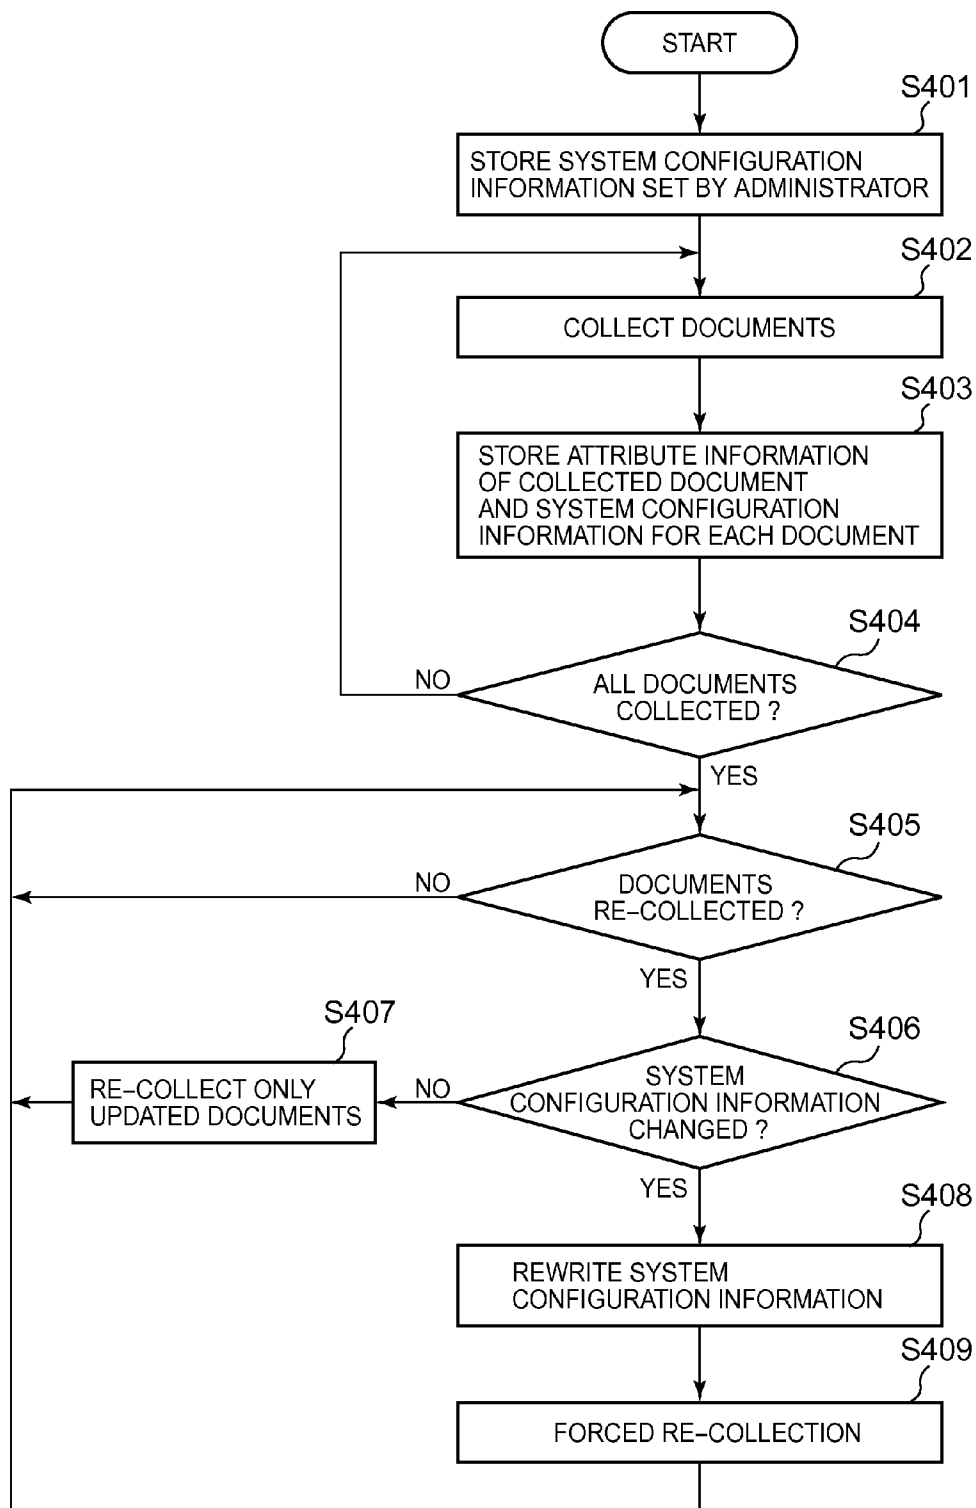 START
S401
STORE SYSTEM CONFIGURATION
INFORMATION SET BY ADMINISTRATOR
S402
COLLECT DOCUMENTS
S403
STORE ATTRIBUTE INFORMATION
OF COLLECTED DOCUMENT
AND SYSTEM CONFIGURATION
INFORMATION FOR EACH DOCUMENT
S404
NO
ALL DOCUMENTS
COLLECTED ?
YES
S405
NO
DOCUMENTS
RE-COLLECTED ?
YES
S407
S406
RE-COLLECT ONLY
UPDATED DOCUMENTS
NO
SYSTEM
CONFIGURATION INFORMATION
CHANGED ?
YES
S408
REWRITE SYSTEM
CONFIGURATION INFORMATION
S409
FORCED RE-COLLECTION